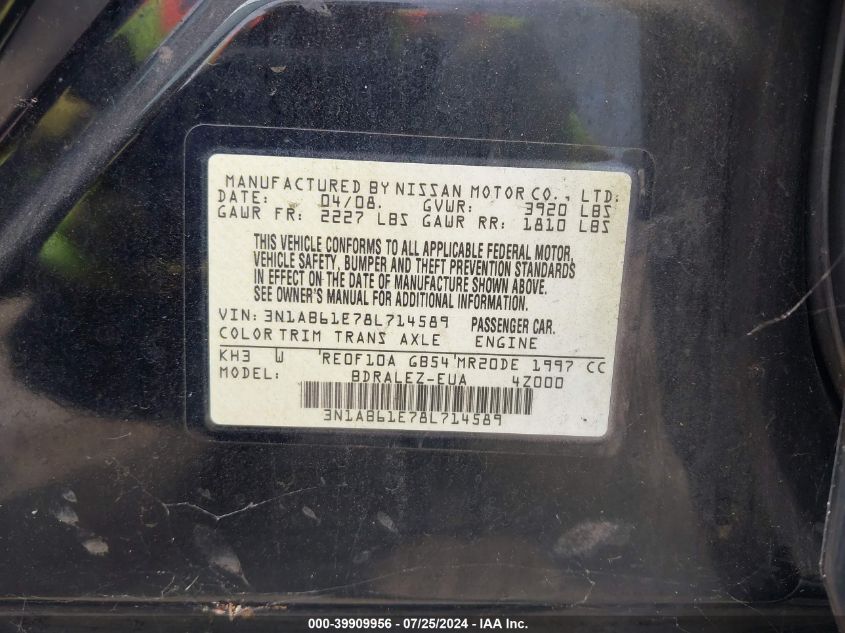 MANUFACTURED BY NISSAN MOTOR CO., LTD:
DATE: 04/08. GVWR: 3920 LBS
GAWR FR: 2227 LBS GAWR RR: 1810 LBS
THIS VEHICLE CONFORMS TO ALL APPLICABLE FEDERAL MOTOR
VEHICLE SAFETY, BUMPER AND THEFT PREVENTION STANDARDS
IN EFFECT ON THE DATE OF MANUFACTURE SHOWN ABOVE.
SEE OWNER'S MANUAL FOR ADDITIONAL INFORMATION.
VIN: 3N1AB61E78L714589 PASSENGER CAR.
COLOR TRIM TRANS AXLE ENGINE
KH3 W 'RE0F10A GB54'MR20DE 1997 CC
MODEL: BDRALEZ-EUA 4Z000
3N1AB61E78L714589
000-39909956 - 07/25/2024 - IAA Inc.